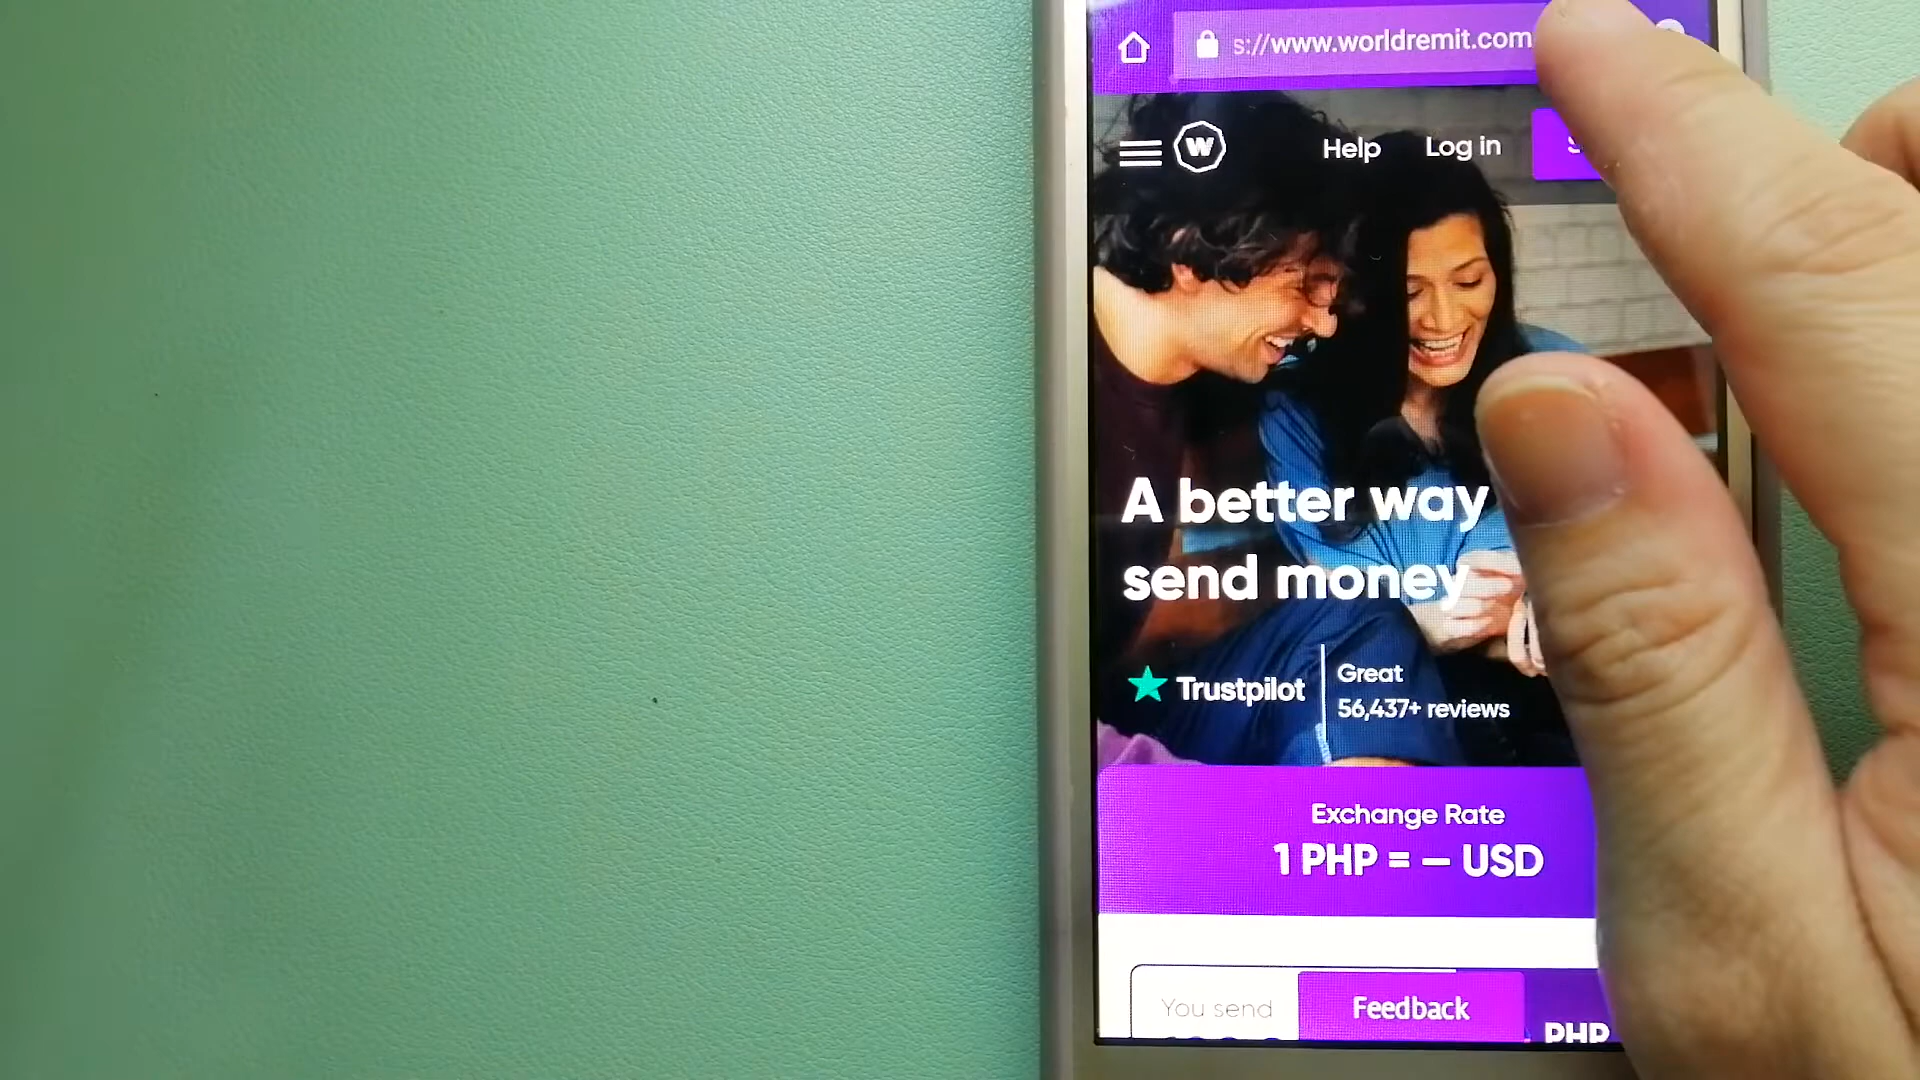 s://www.worldremit.com
W
Help Log in
A better way
send money
Trustpilot
Great
56,437+ reviews
Exchange Rate
1 PHP = — USD
You send
Feedback
PHP